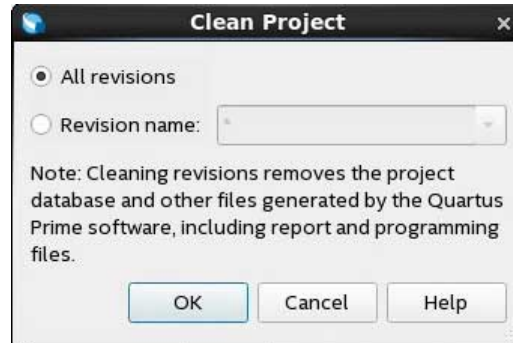 Clean Project
All revisions
Revision name:
Note: Cleaning revisions removes the project
database and other files generated by the Quartus
Prime software, including report and programming
files.
OK Cancel Help